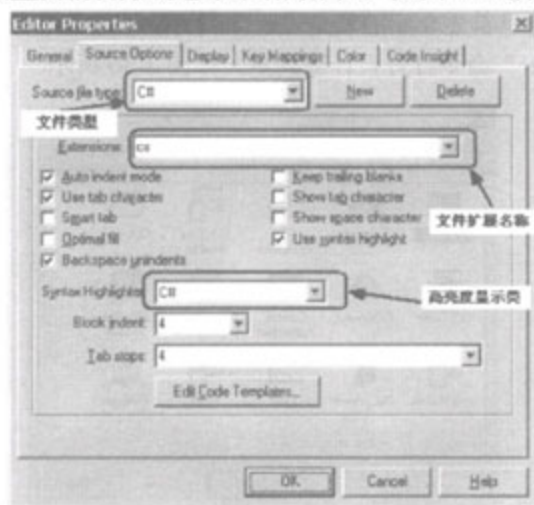 Editor Properties
General Source Options Display Key Mappings Color Code Insight
Source file type: C# New Delete
文件类型
Extensions: cs
Auto indent mode Keep trailing blanks
Use tab character Show tab character
Smart tab Show space character
文件扩展名称
Optimal fill Use syntax highlight
Backspace unindents
Syntax Highlighter: C#
高亮度显示类
Block indent: 4
Tab stops: 4
Edit Code Templates...
OK Cancel Help